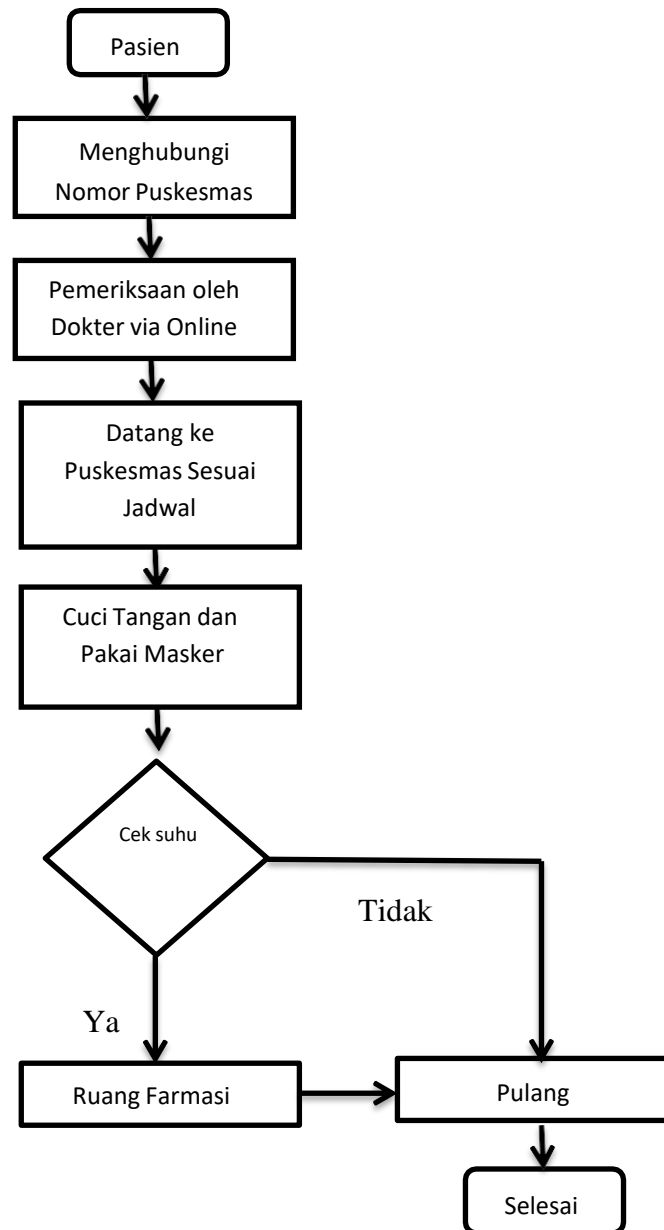 Pasien
Menghubungi
Nomor Puskesmas
Pemeriksaan oleh
Dokter via Online
Datang ke
Puskesmas Sesuai
Jadwal
Cuci Tangan dan
Pakai Masker
Cek suhu
Tidak
Ya
Ruang Farmasi
Pulang
Selesai